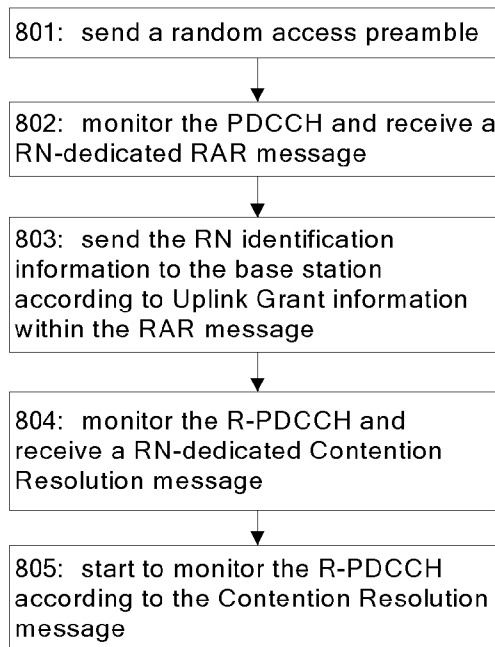 801: send a random access preamble
802: monitor the PDCCH and receive a
RN-dedicated RAR message
803: send the RN identification
information to the base station
according to Uplink Grant information
within the RAR message
804: monitor the R-PDCCH and
receive a RN-dedicated Contention
Resolution message
805: start to monitor the R-PDCCH
according to the Contention Resolution
message